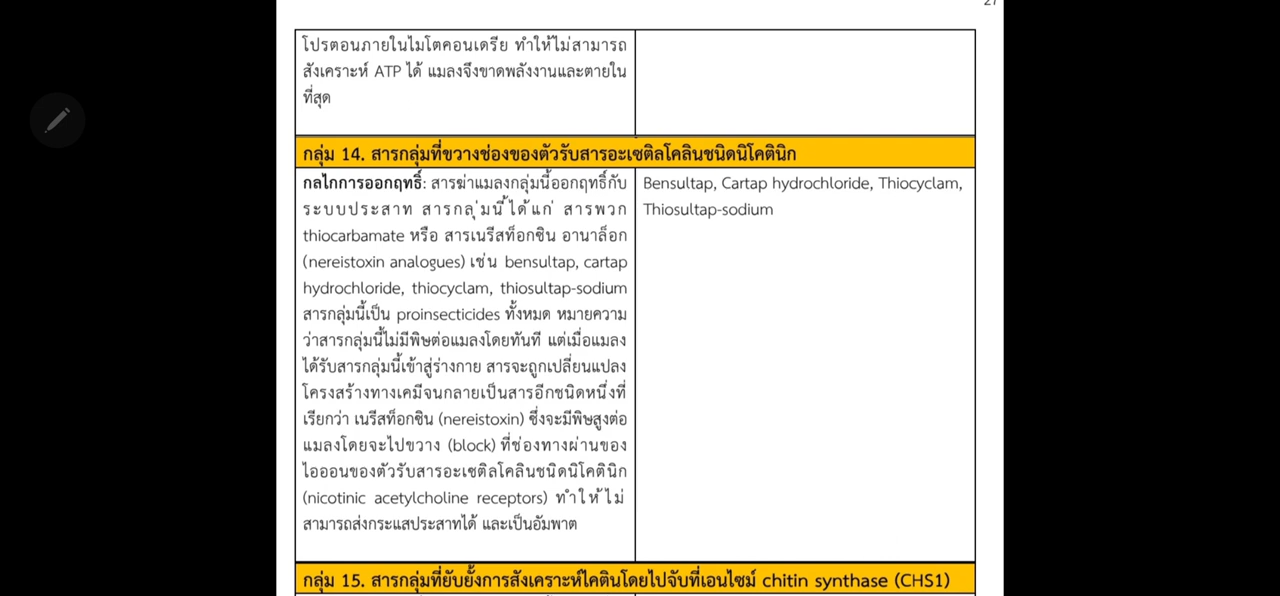 27
โปรตอนภายในไมโตคอนเดรีย ทำให้ไม่สามารถ
สังเคราะห์ ATP ได้ แมลงจึงขาดพลังงานและตายใน
ที่สุด
กลุ่ม 14. สารกลุ่มที่ขวางช่องของตัวรับสารอะเซติลโคลินชนิดนิโคตินิก
กลไกการออกฤทธิ์: สารฆ่าแมลงกลุ่มนี้ออกฤทธิ์กับ
ระบบประสาท สารกลุ่มนี้ได้แก่ สารพวก
thiocarbamate หรือ สารเนรีสท็อกซิน อานาล็อก
(nereistoxin analogues) เช่น bensultap, cartap
hydrochloride, thiocyclam, thiosultap-sodium
สารกลุ่มนี้เป็น proinsecticides ทั้งหมด หมายความ
ว่าสารกลุ่มนี้ไม่มีพิษต่อแมลงโดยทันที แต่เมื่อแมลง
ได้รับสารกลุ่มนี้เข้าสู่ร่างกาย สารจะถูกเปลี่ยนแปลง
โครงสร้างทางเคมีจนกลายเป็นสารอีกชนิดหนึ่งที่
เรียกว่า เนรีสท็อกซิน (nereistoxin) ซึ่งจะมีพิษสูงต่อ
แมลงโดยจะไปขวาง (block) ที่ช่องทางผ่านของ
ไอออนของตัวรับสารอะเซติลโคลินชนิดนิโคตินิก
(nicotinic acetylcholine receptors) ทำให้ไม่
สามารถส่งกระแสประสาทได้ และเป็นอัมพาต
Bensultap, Cartap hydrochloride, Thiocyclam,
Thiosultap-sodium
กลุ่ม 15. สารกลุ่มที่ยับยั้งการสังเคราะห์ไคตินโดยไปจับที่เอนไซม์ chitin synthase (CHS1)